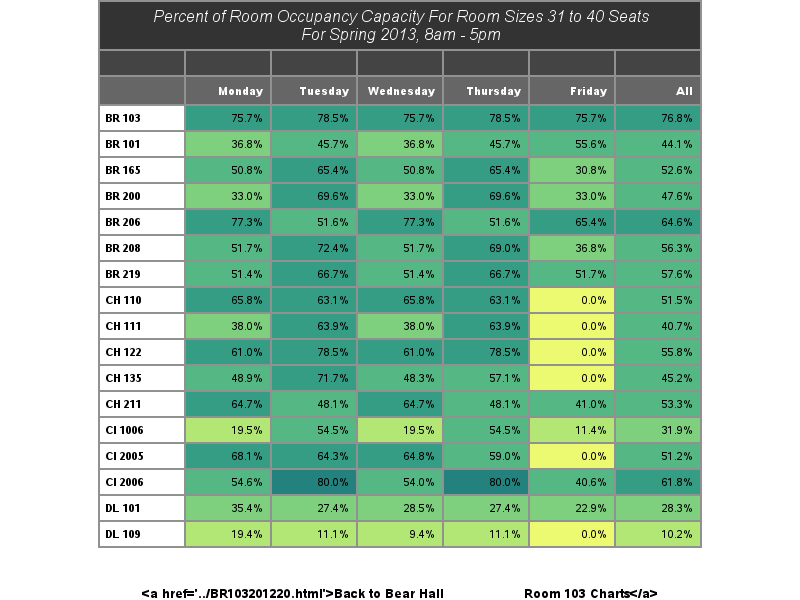 Percent of Room Occupancy Capacity For Room Sizes 31 to 40 Seats
For Spring 2013, 8am - 5pm
Monday Tuesday Wednesday Thursday Friday All
BR 103 75.7% 78.5% 75.7% 78.5% 75.7% 76.8%
BR 101 36.8% 45.7% 36.8% 45.7% 55.6% 44.1%
BR 165 50.8% 65.4% 50.8% 65.4% 30.8% 52.6%
BR 200 33.0% 69.6% 33.0% 69.6% 33.0% 47.6%
BR 206 77.3% 51.6% 77.3% 51.6% 65.4% 64.6%
BR 208 51.7% 72.4% 51.7% 69.0% 36.8% 56.3%
BR 219 51.4% 66.7% 51.4% 66.7% 51.7% 57.6%
CH 110 65.8% 63.1% 65.8% 63.1% 0.0% 51.5%
CH 111 38.0% 63.9% 38.0% 63.9% 0.0% 40.7%
CH 122 61.0% 78.5% 61.0% 78.5% 0.0% 55.8%
CH 135 48.9% 71.7% 48.3% 57.1% 0.0% 45.2%
CH 211 64.7% 48.1% 64.7% 48.1% 41.0% 53.3%
CI 1006 19.5% 54.5% 19.5% 54.5% 11.4% 31.9%
CI 2005 68.1% 64.3% 64.8% 59.0% 0.0% 51.2%
CI 2006 54.6% 80.0% 54.0% 80.0% 40.6% 61.8%
DL 101 35.4% 27.4% 28.5% 27.4% 22.9% 28.3%
DL 109 19.4% 11.1% 9.4% 11.1% 0.0% 10.2%
<a href='../BR103201220.html'>Back to Bear Hall Room 103 Charts</a>